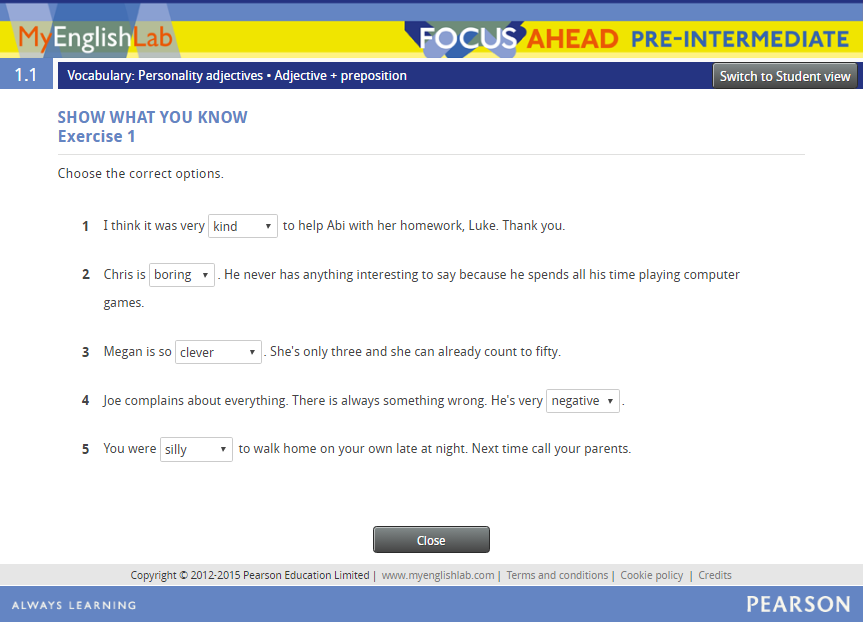 MyEnglishLab
FOCUS AHEAD PRE-INTERMEDIATE
1.1 Vocabulary: Personality adjectives • Adjective + preposition Switch to Student view
SHOW WHAT YOU KNOW
Exercise 1
Choose the correct options.
1 I think it was very kind to help Abi with her homework, Luke. Thank you.
2 Chris is boring . He never has anything interesting to say because he spends all his time playing computer
games.
3 Megan is so clever . She's only three and she can already count to fifty.
4 Joe complains about everything. There is always something wrong. He's very negative .
5 You were silly to walk home on your own late at night. Next time call your parents.
Close
Copyright © 2012-2015 Pearson Education Limited | www.myenglishlab.com | Terms and conditions | Cookie policy | Credits
ALWAYS LEARNING PEARSON